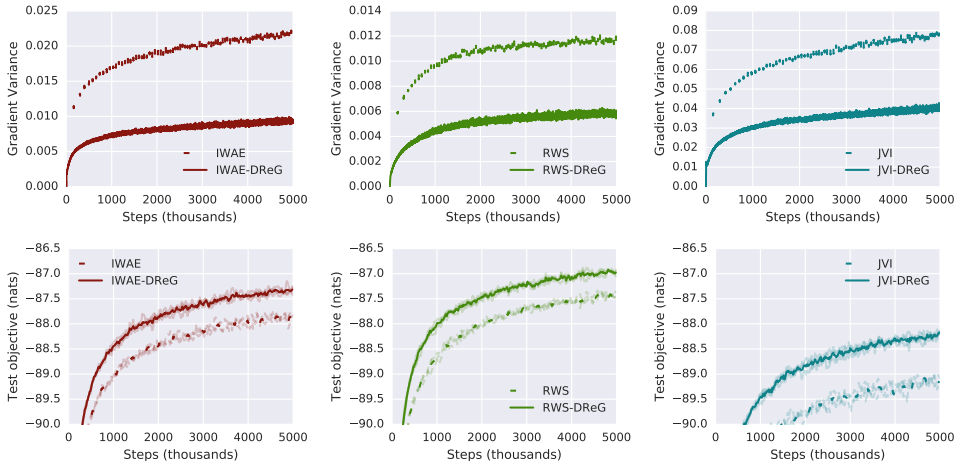 0.025
0.020
0.015
0.010
0.005
0.000
Gradient Variance
IWAE
IWAE-DReG
0 1000 2000 3000 4000 5000
Steps (thousands)
0.014
0.012
0.010
0.008
0.006
0.004
0.002
0.000
Gradient Variance
RWS
RWS-DReG
0 1000 2000 3000 4000 5000
Steps (thousands)
0.09
0.08
0.07
0.06
0.05
0.04
0.03
0.02
0.01
0.00
Gradient Variance
JVI
JVI-DReG
0 1000 2000 3000 4000 5000
Steps (thousands)
−86.5
−87.0
−87.5
−88.0
−88.5
−89.0
−89.5
−90.0
Test objective (nats)
IWAE
IWAE-DReG
0 1000 2000 3000 4000 5000
Steps (thousands)
−86.5
−87.0
−87.5
−88.0
−88.5
−89.0
−89.5
−90.0
Test objective (nats)
RWS
RWS-DReG
0 1000 2000 3000 4000 5000
Steps (thousands)
−86.5
−87.0
−87.5
−88.0
−88.5
−89.0
−89.5
−90.0
Test objective (nats)
JVI
JVI-DReG
0 1000 2000 3000 4000 5000
Steps (thousands)